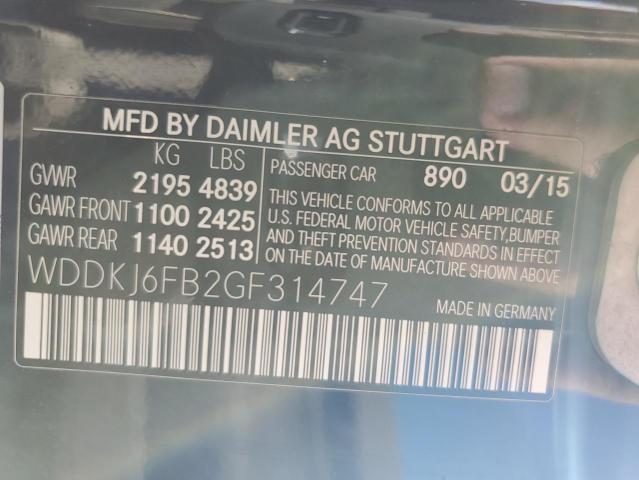 MFD BY DAIMLER AG STUTTGART
KG LBS
GVWR 2195 4839
GAWR FRONT 1100 2425
GAWR REAR 1140 2513
PASSENGER CAR 890 03/15
THIS VEHICLE CONFORMS TO ALL APPLICABLE
U.S. FEDERAL MOTOR VEHICLE SAFETY, BUMPER
AND THEFT PREVENTION STANDARDS IN EFFECT
ON THE DATE OF MANUFACTURE SHOWN ABOVE.
WDDKJ6FB2GF314747
MADE IN GERMANY